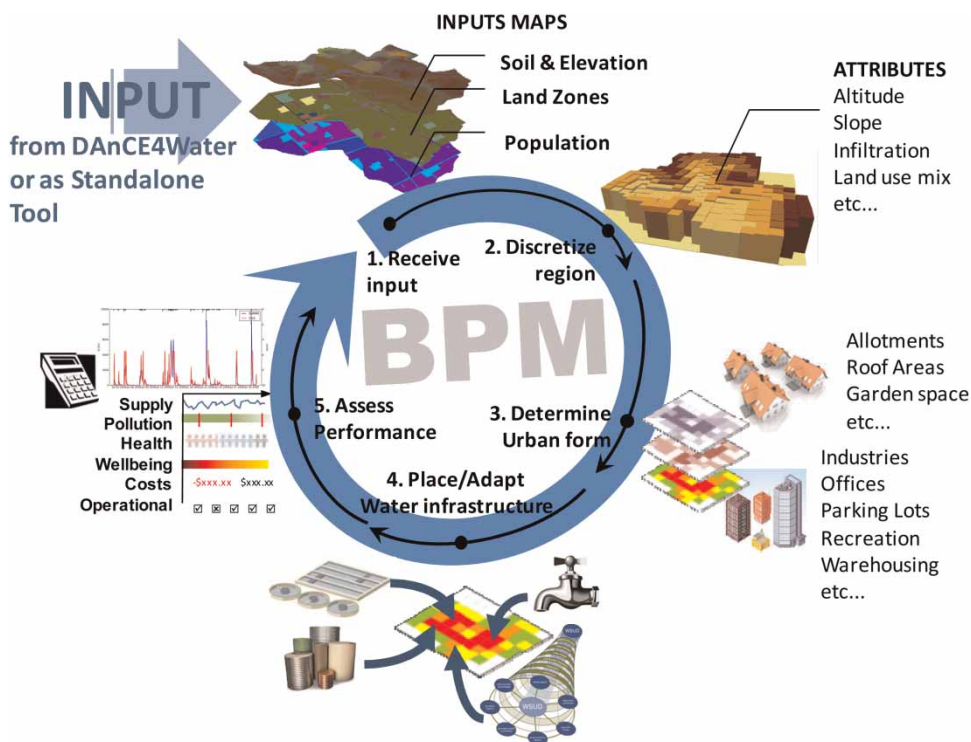 INPUTS MAPS
INPUT
from DAnCE4Water
or as Standalone
Tool
Soil & Elevation
Land Zones
Population
ATTRIBUTES
Altitude
Slope
Infiltration
Land use mix
etc...
1. Receive
input
2. Discretize
region
BPM
3. Determine
Urban form
4. Place/Adapt
Water infrastructure
5. Assess
Performance
Allotments
Roof Areas
Garden space
etc...
Industries
Offices
Parking Lots
Recreation
Warehousing
etc...
Supply
Pollution
Health
Wellbeing
Costs -$xxx.xx $xxx.xx
Operational
WSUD
WSUD